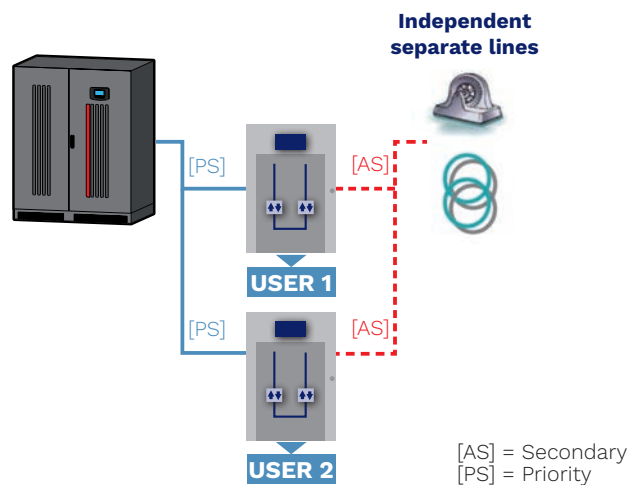 Independent
separate lines
[PS]
[AS]
USER 1
[PS]
[AS]
USER 2
[AS] = Secondary
[PS] = Priority